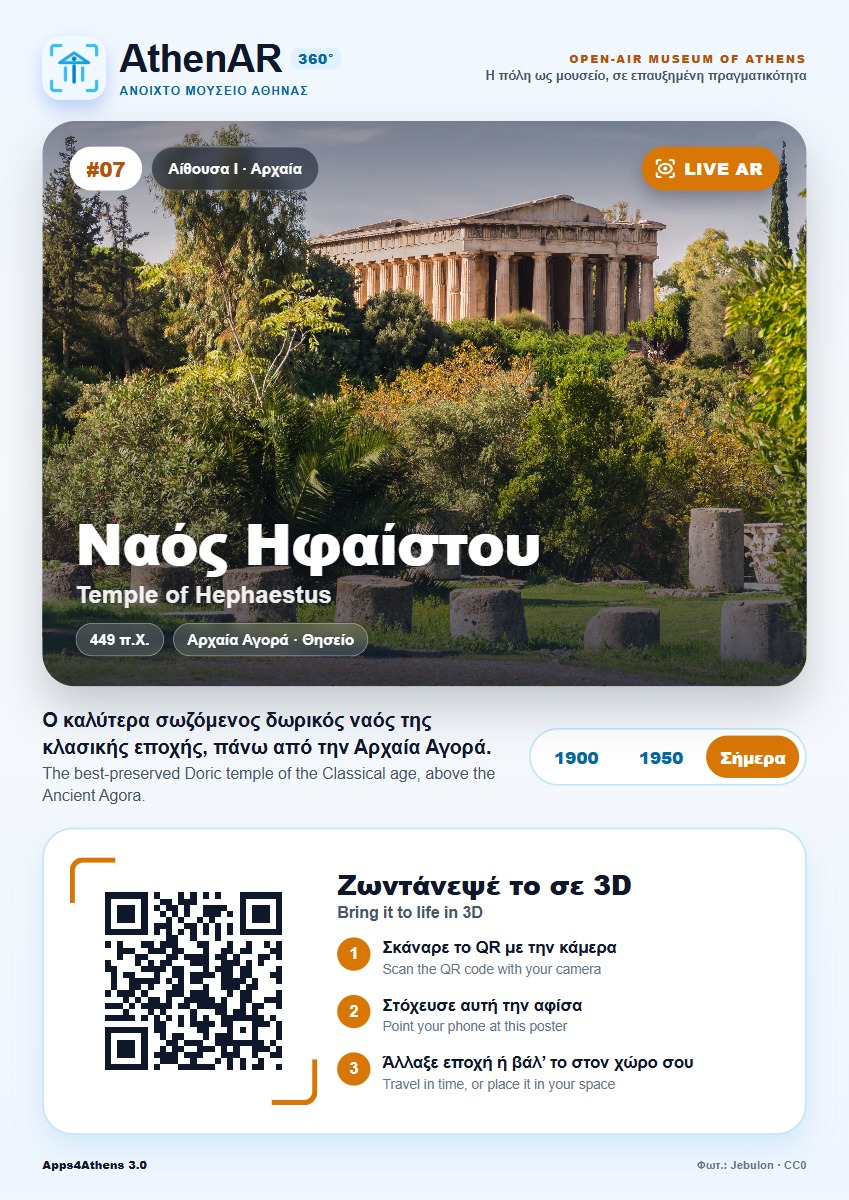 AthenAR 360°
ΑΝΟΙΧΤΟ ΜΟΥΣΕΙΟ ΑΘΗΝΑΣ
OPEN-AIR MUSEUM OF ATHENS
Η πόλη ως μουσείο, σε επαυξημένη πραγματικότητα
#07
Αίθουσα Ι · Αρχαία
LIVE AR
Ναός Ηφαίστου
Temple of Hephaestus
449 π.Χ.
Αρχαία Αγορά · Θησείο
Ο καλύτερα σωζόμενος δωρικός ναός της
κλασικής εποχής, πάνω από την Αρχαία Αγορά.
The best-preserved Doric temple of the Classical age, above the
Ancient Agora.
1900
1950
Σήμερα
Ζωντάνεψέ το σε 3D
Bring it to life in 3D
1
Σκάναρε το QR με την κάμερα
Scan the QR code with your camera
2
Στόχευσε αυτή την αφίσα
Point your phone at this poster
3
Άλλαξε εποχή ή βάλ’ το στον χώρο σου
Travel in time, or place it in your space
Apps4Athens 3.0
Φωτ.: Jebulon · CC0